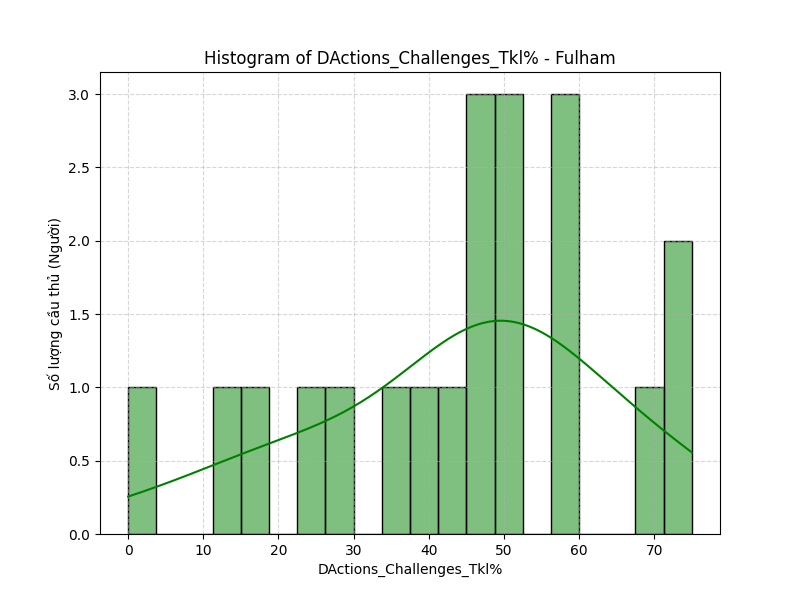 Histogram of DActions_Challenges_Tkl% - Fulham
Số lượng cầu thủ (Người)
3.0
2.5
2.0
1.5
1.0
0.5
0.0
0 10 20 30 40 50 60 70
DActions_Challenges_Tkl%